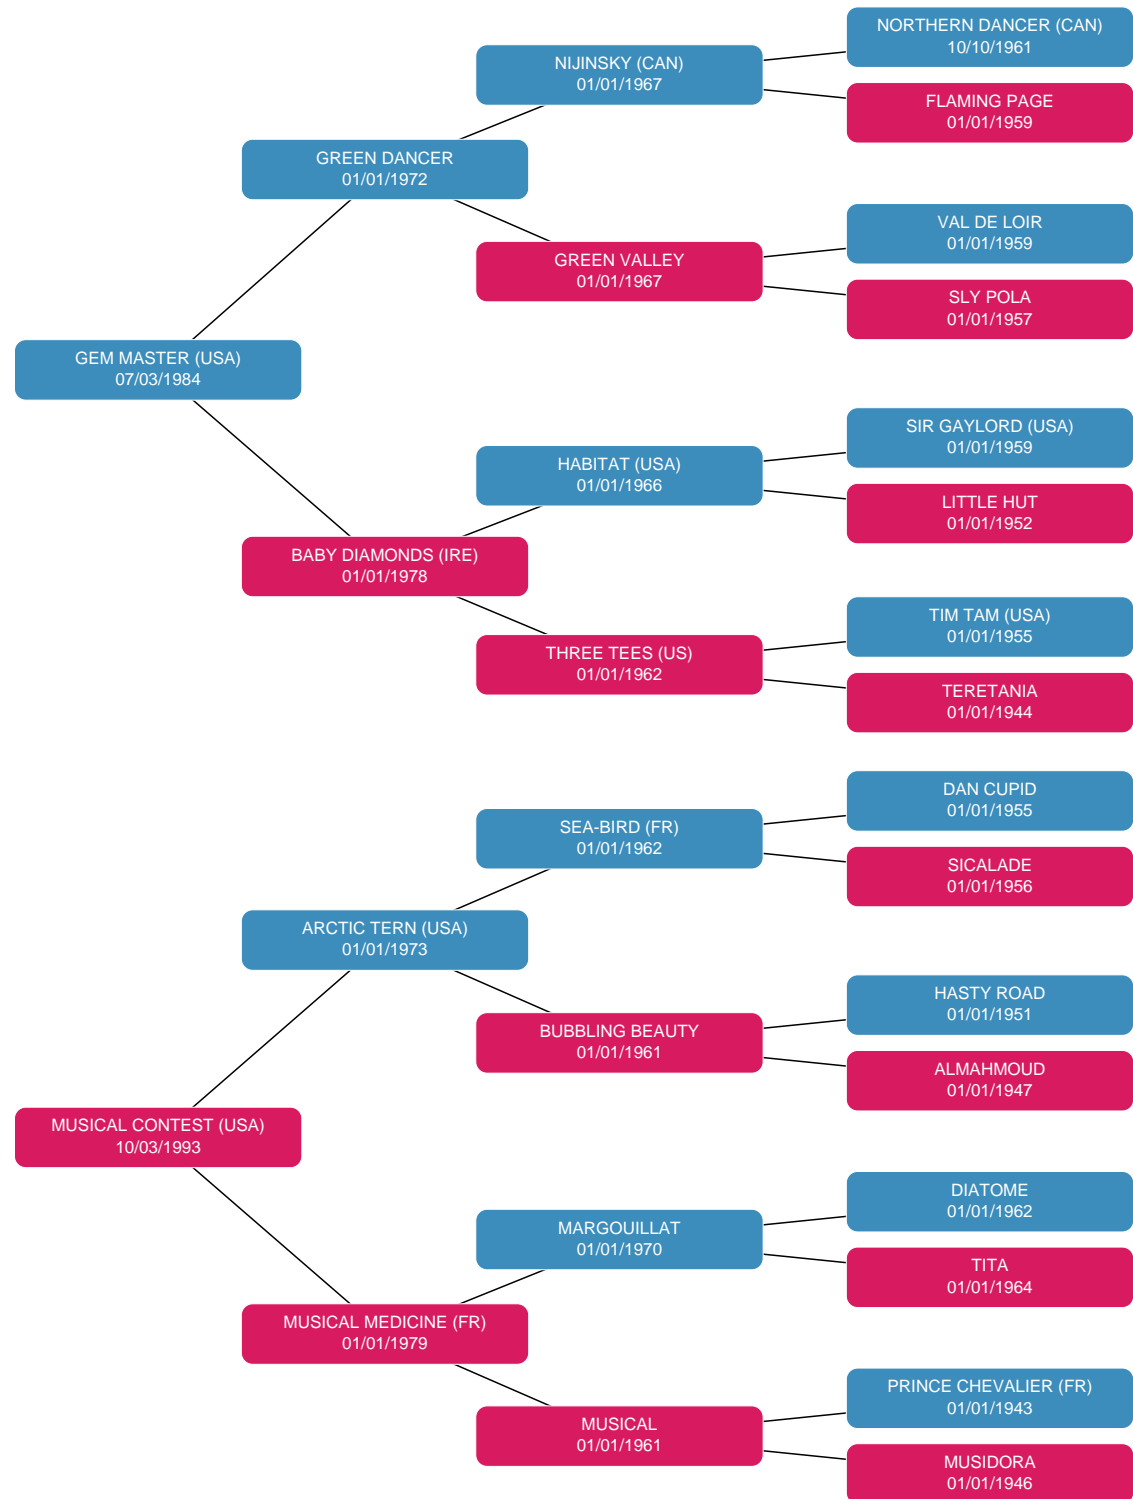 NORTHERN DANCER (CAN)
10/10/1961
NIJINSKY (CAN)
01/01/1967
FLAMING PAGE
01/01/1959
GREEN DANCER
01/01/1972
VAL DE LOIR
01/01/1959
GREEN VALLEY
01/01/1967
SLY POLA
01/01/1957
GEM MASTER (USA)
07/03/1984
SIR GAYLORD (USA)
01/01/1959
HABITAT (USA)
01/01/1966
LITTLE HUT
01/01/1952
BABY DIAMONDS (IRE)
01/01/1978
TIM TAM (USA)
01/01/1955
THREE TEES (US)
01/01/1962
TERETANIA
01/01/1944
DAN CUPID
01/01/1955
SEA-BIRD (FR)
01/01/1962
SICALADE
01/01/1956
ARCTIC TERN (USA)
01/01/1973
HASTY ROAD
01/01/1951
BUBBLING BEAUTY
01/01/1961
ALMAHMOUD
01/01/1947
MUSICAL CONTEST (USA)
10/03/1993
DIATOME
01/01/1962
MARGOUILLAT
01/01/1970
TITA
01/01/1964
MUSICAL MEDICINE (FR)
01/01/1979
PRINCE CHEVALIER (FR)
01/01/1943
MUSICAL
01/01/1961
MUSIDORA
01/01/1946